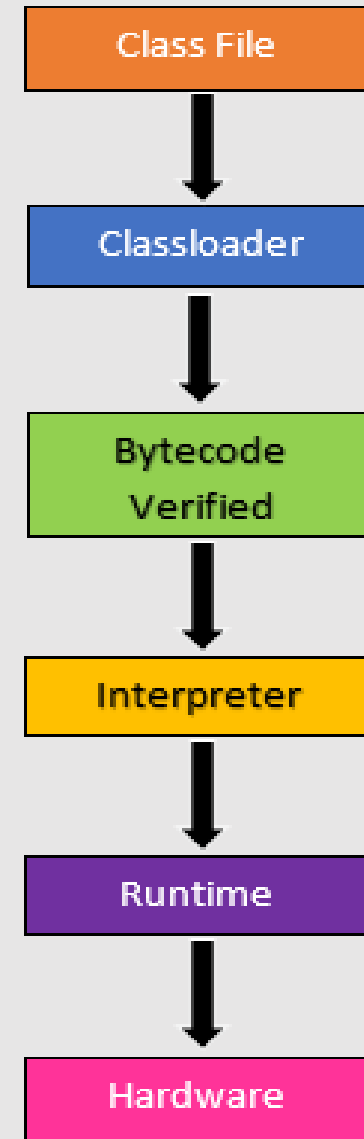 Class File
Classloader
Bytecode
Verified
Interpreter
Runtime
Hardware